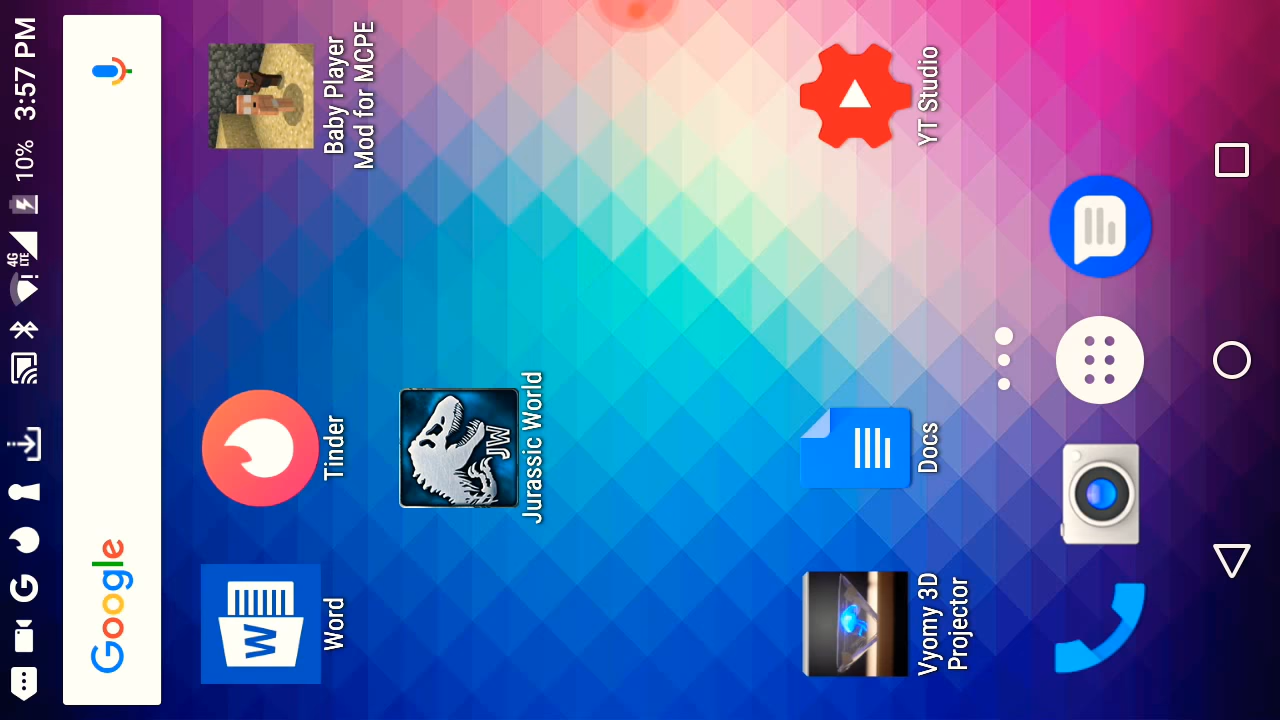 4G
LTE
10%
3:57 PM
Google
Word
Tinder
Baby Player
Mod for MCPE
W
JW
Jurassic World
Vyomy 3D
Projector
Docs
YT Studio